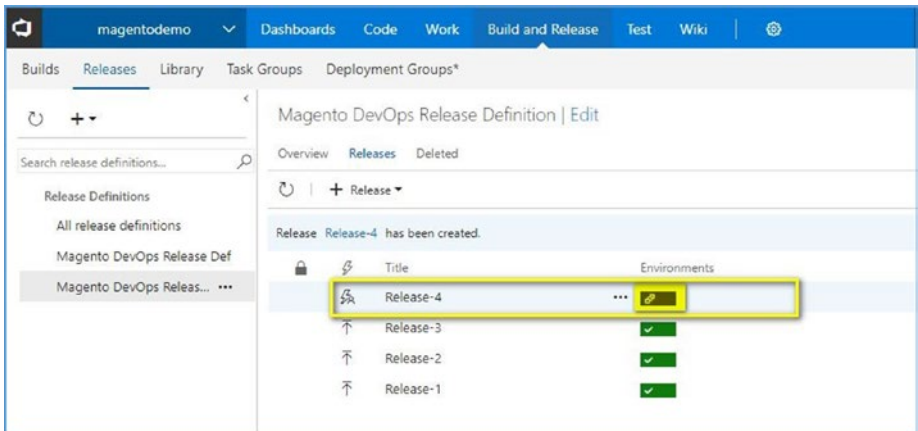 magentodemo Dashboards Code Work Build and Release Test Wiki
Builds Releases Library Task Groups Deployment Groups*
Magento DevOps Release Definition | Edit
Search release definitions...
Overview Releases Deleted
Release Definitions
+ Release
All release definitions
Release Release-4 has been created.
Magento DevOps Release Def
Title Environments
Magento DevOps Releas... •••
Release-4 •••
Release-3
Release-2
Release-1